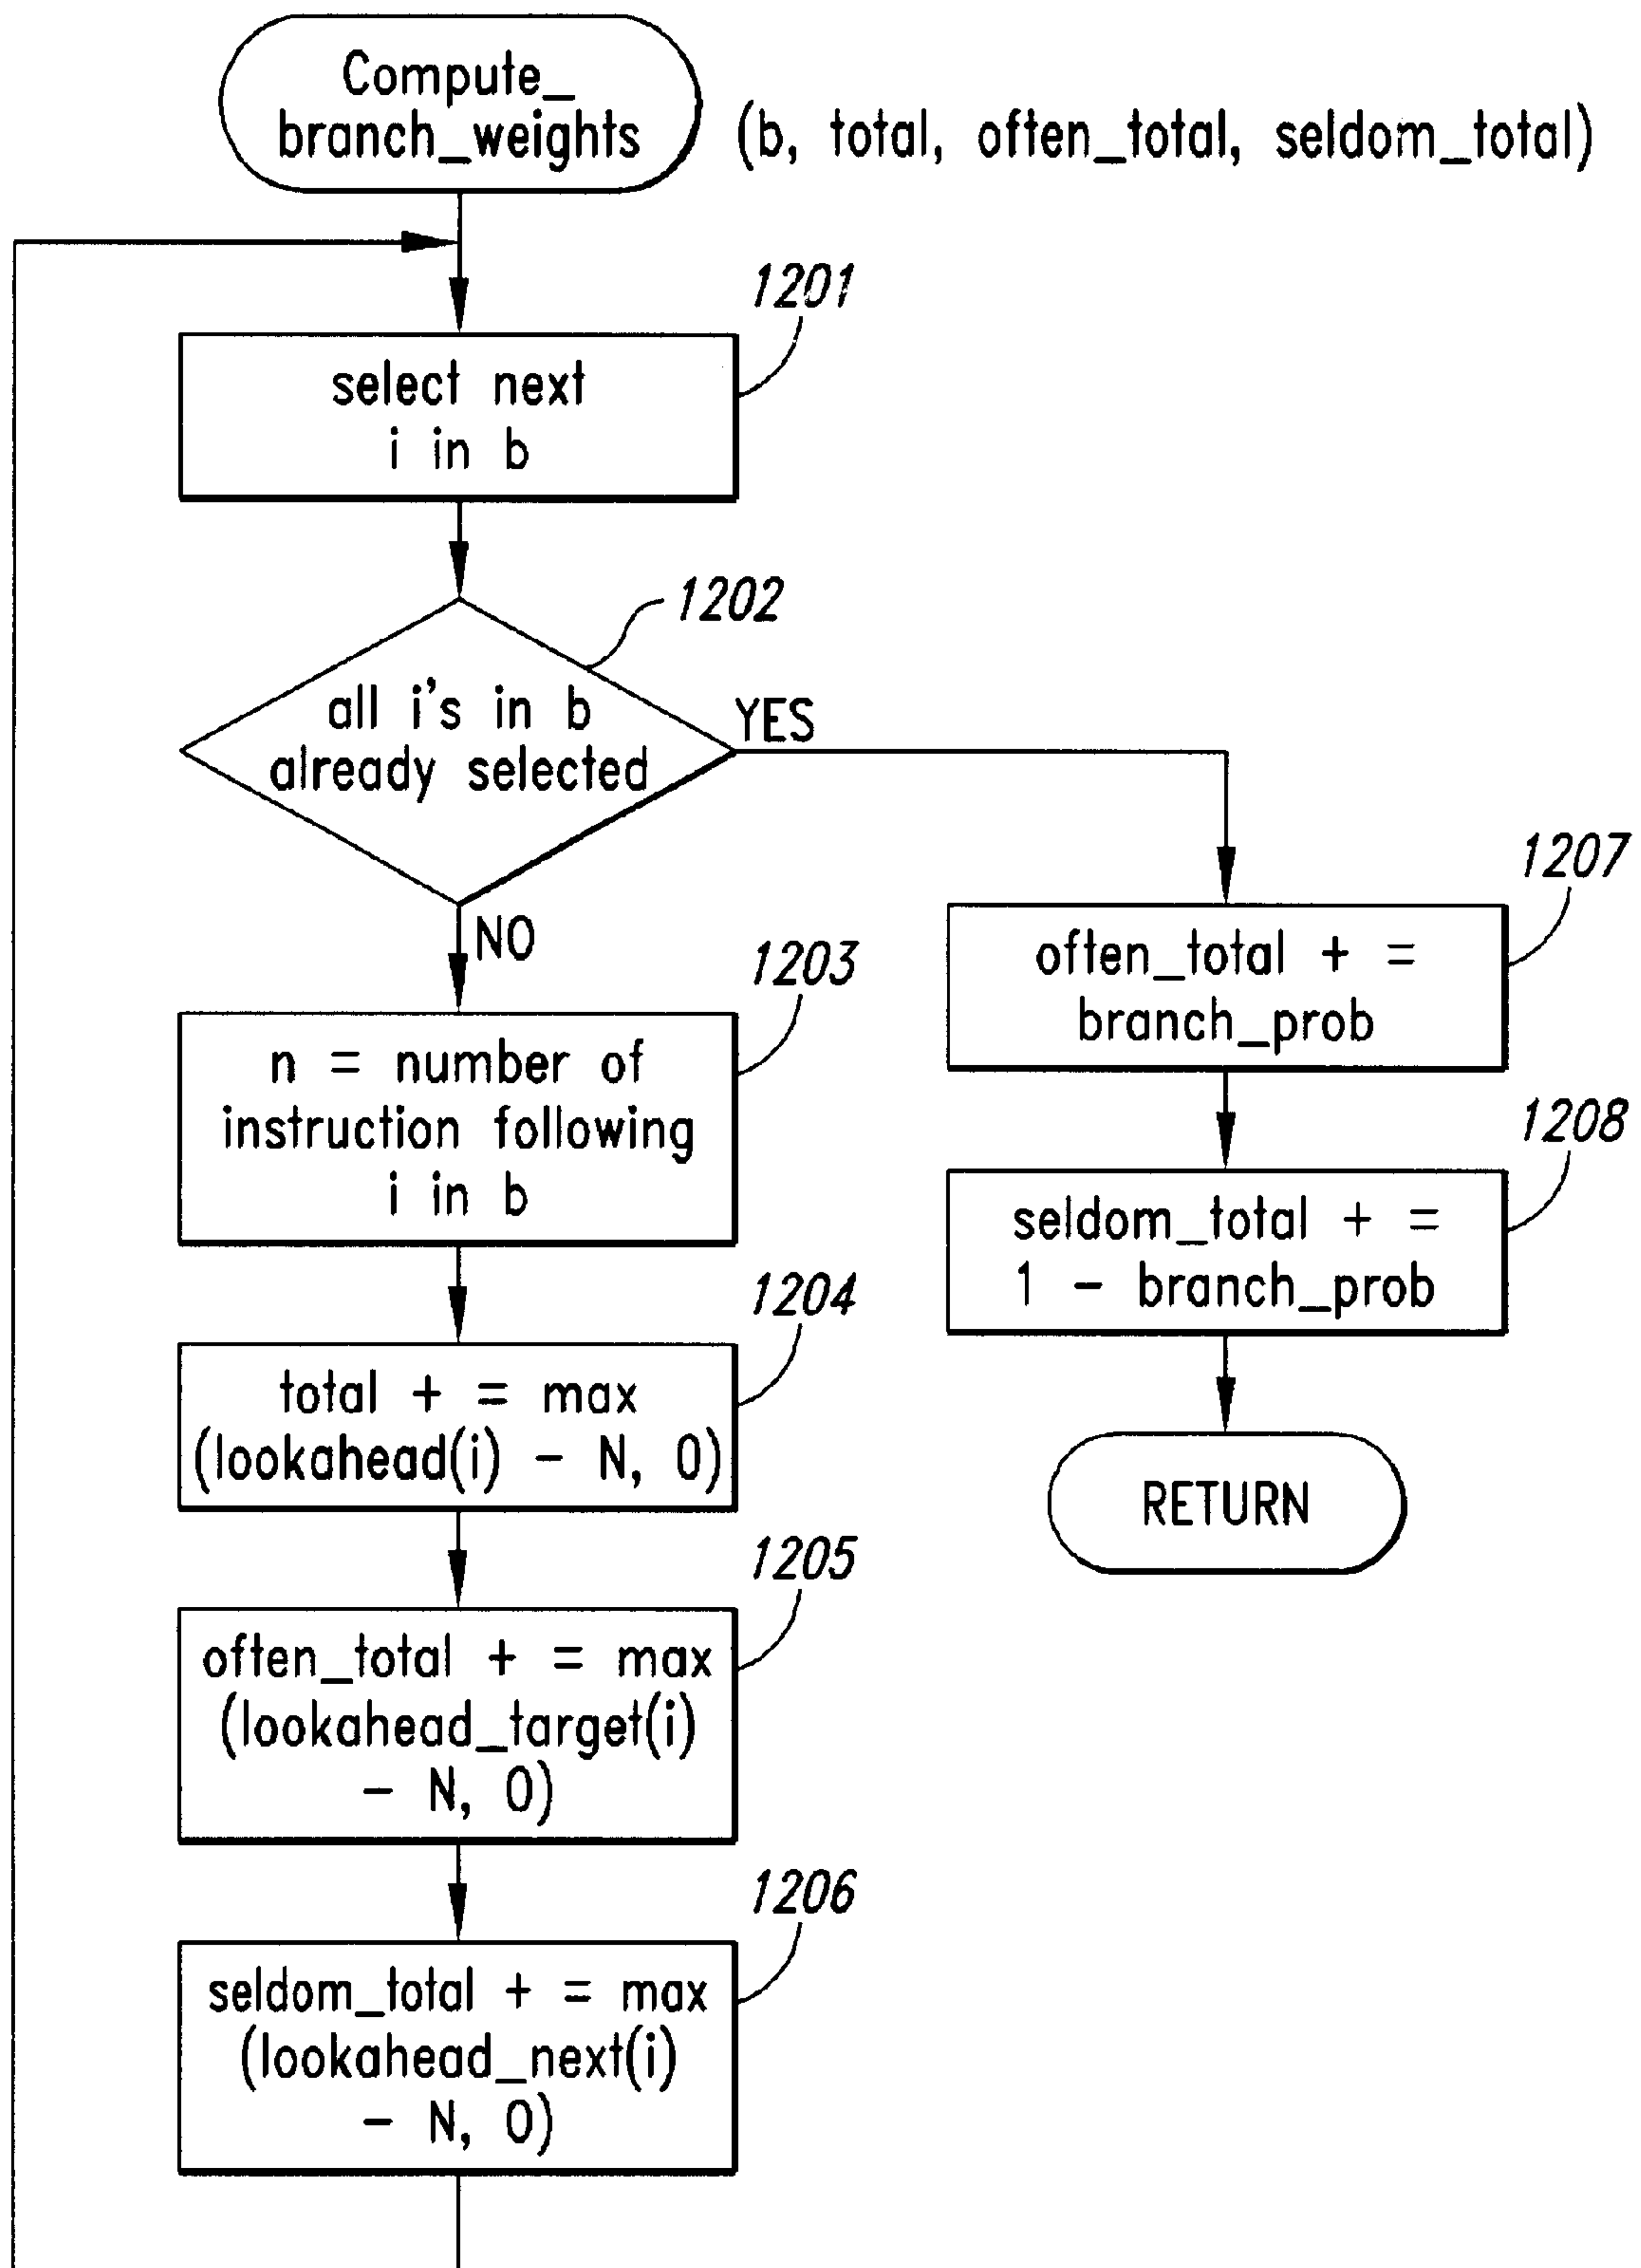 Compute_
branch_weights
(b, total, often_total, seldom_total)
1201
select next
i in b
1202
all i's in b
already selected
YES
NO
1203
n = number of
instruction following
i in b
1204
total + = max
(lookahead(i) - N, 0)
1205
often_total + = max
(lookahead_target(i)
- N, 0)
1206
seldom_total + = max
(lookahead_next(i)
- N, 0)
1207
often_total + =
branch_prob
1208
seldom_total + =
1 - branch_prob
RETURN